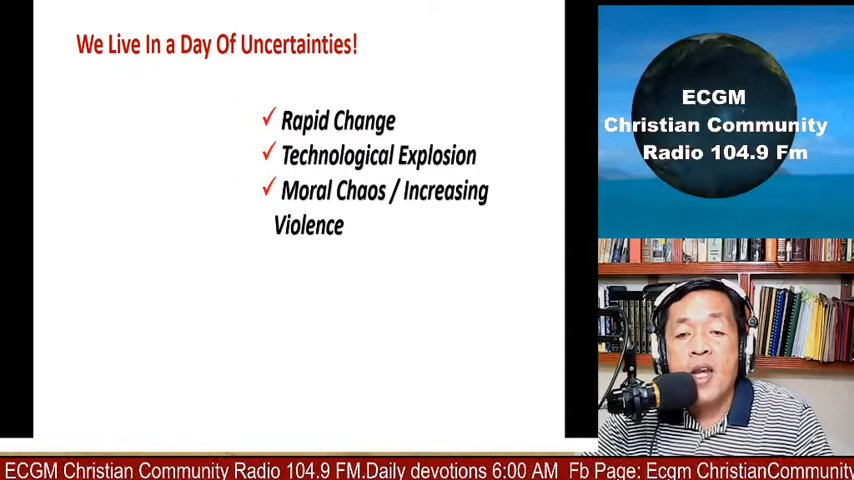 We Live In a Day Of Uncertainties!
✓ Rapid Change
✓ Technological Explosion
✓ Moral Chaos / Increasing
Violence
ECGM
Christian Community
Radio 104.9 Fm
ECGM Christian Community Radio 104.9 FM.Daily devotions 6:00 AM Fb Page: Ecgm ChristianCommunity